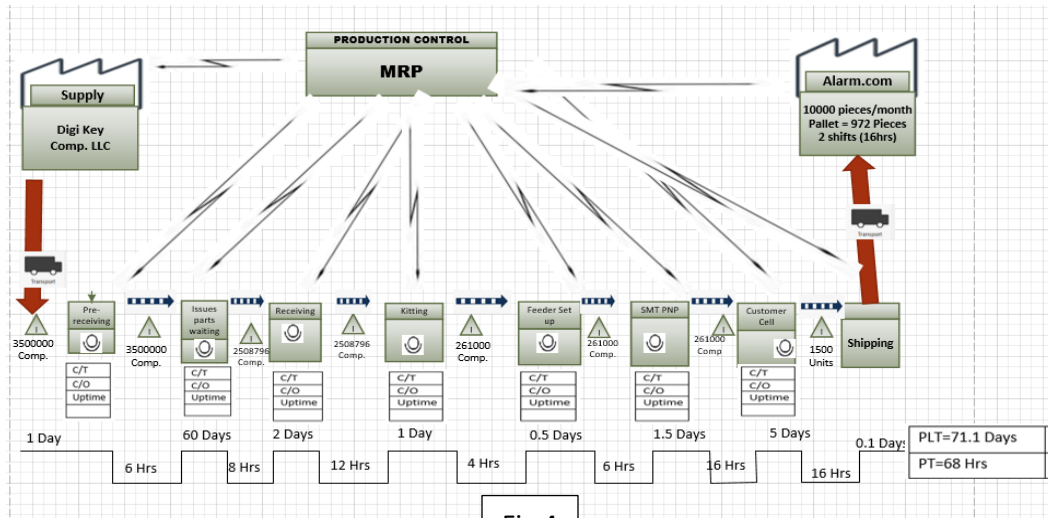 PRODUCTION CONTROL
MRP
Supply
Digi Key
Comp. LLC
Alarm.com
10000 pieces/month
Pallet = 972 Pieces
2 shifts (16hrs)
Transport
Transport
I
3500000
Comp.
Pre-
receiving
I
3500000
Comp.
Issues
parts
waiting
I
2508796
Comp.
Receiving
I
2508796
Comp.
Kitting
I
261000
Comp.
Feeder Set
up
I
261000
Comp.
SMT PNP
I
261000
Comp
Customer
Cell
I
1500
Units
Shipping
C/T
C/O
Uptime
C/T
C/O
Uptime
C/T
C/O
Uptime
C/T
C/O
Uptime
C/T
C/O
Uptime
C/T
C/O
Uptime
C/T
C/O
Uptime
1 Day
60 Days
2 Days
1 Day
0.5 Days
1.5 Days
5 Days
0.1 Days
6 Hrs
8 Hrs
12 Hrs
4 Hrs
6 Hrs
16 Hrs
16 Hrs
PLT=71.1 Days
PT=68 Hrs